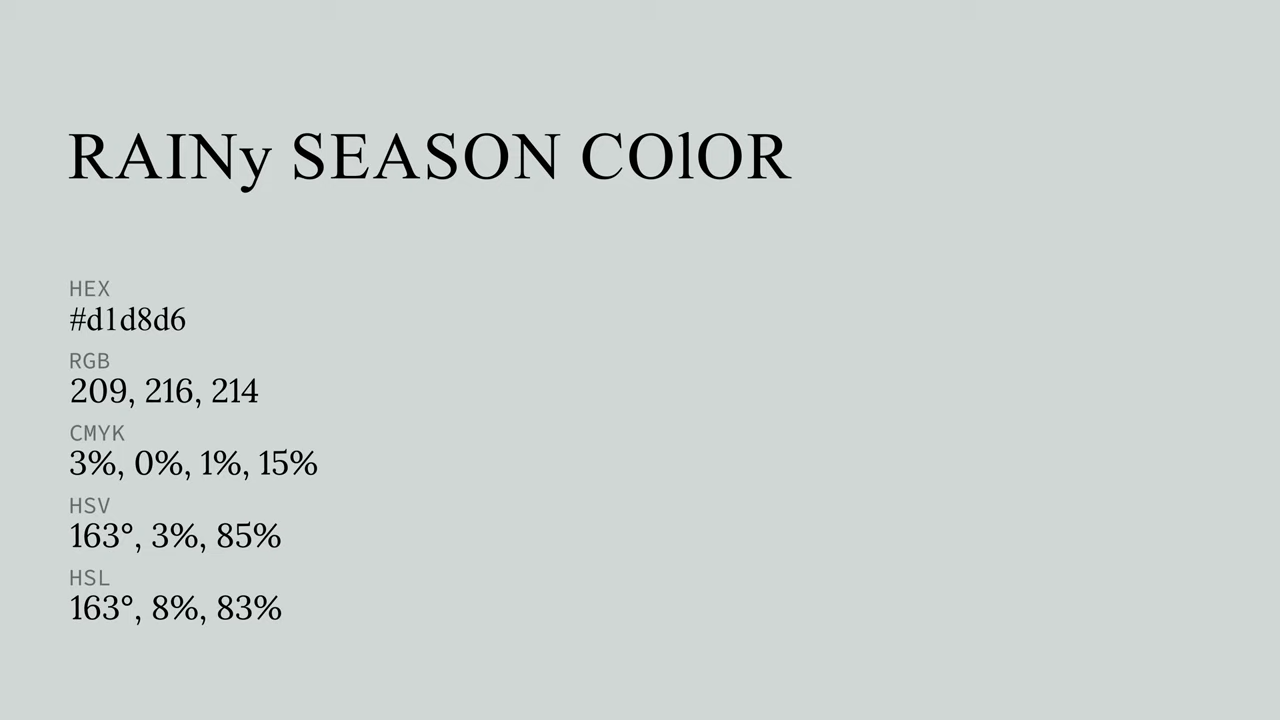 RAINy SEASON COlOR
HEX
#d1d8d6
RGB
209, 216, 214
CMYK
3%, 0%, 1%, 15%
HSV
163°, 3%, 85%
HSL
163°, 8%, 83%